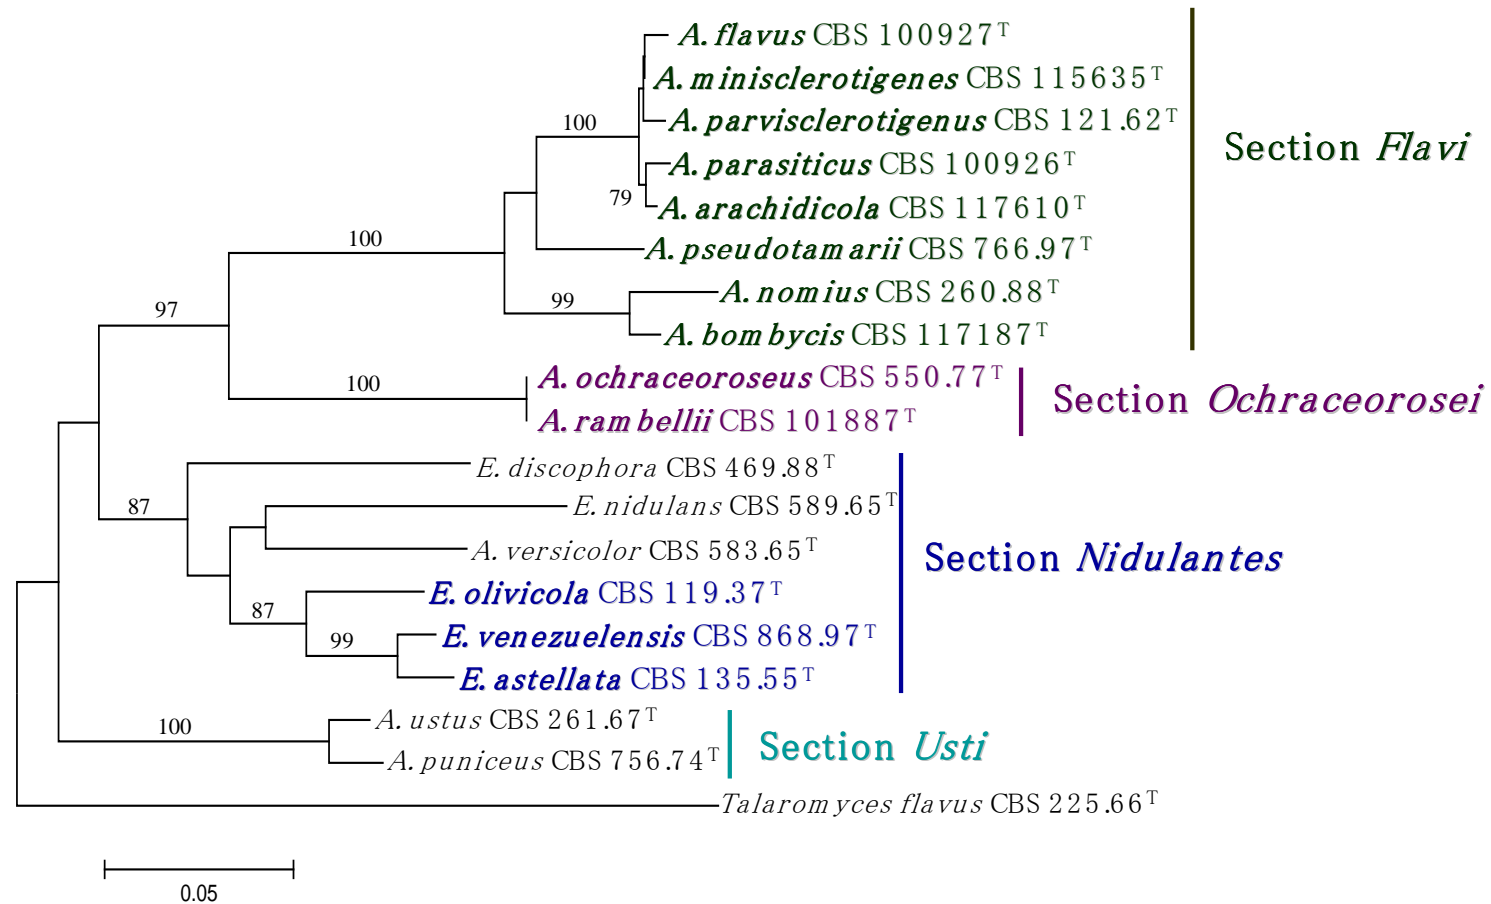 A. flavus CBS 100927T
A. minisclerotigenes CBS 115635T
A. parvisclerotigenus CBS 121.62T
100
Section Flavi
A. parasiticus CBS 100926T
79
A. arachidicola CBS 117610T
100
A. pseudotamarii CBS 766.97T
A. nomius CBS 260.88T
99
97
A. bombycis CBS 117187T
100
A. ochraceoroseus CBS 550.77T
Section Ochraceorosei
A. rambellii CBS 101887T
E. discophora CBS 469.88T
87
E. nidulans CBS 589.65T
A. versicolor CBS 583.65T
Section Nidulantes
E. olivicola CBS 119.37T
87
99
E. venezuelensis CBS 868.97T
E. astellata CBS 135.55T
100
A. ustus CBS 261.67T
Section Usti
A. puniceus CBS 756.74T
Talaromyces flavus CBS 225.66T
0.05